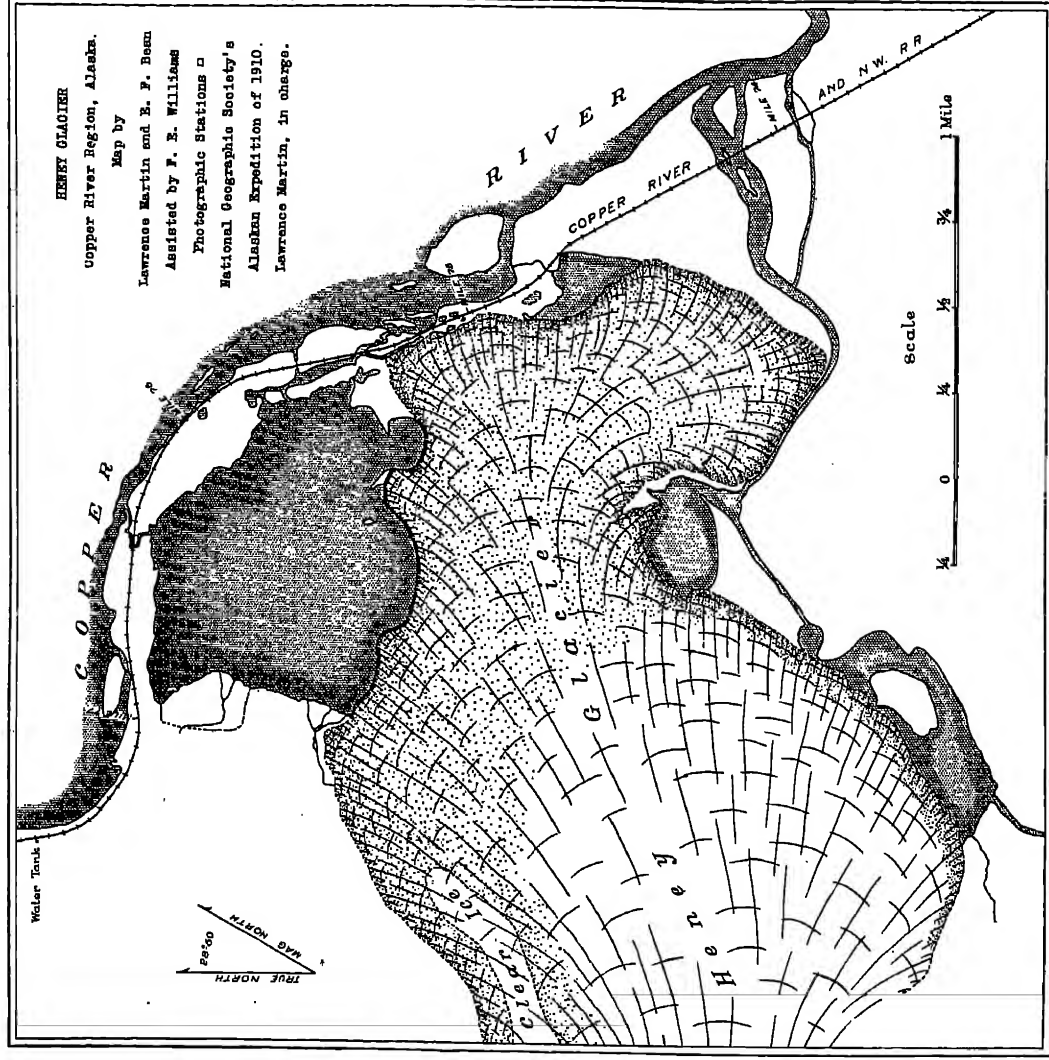 HENEY GLACIER
Copper River Region, Alaska.
Map by
Lawrence Martin and E. F. Bean
Assisted by F. E. Williams
Photographic Stations □
National Geographic Society's
Alaskan Expedition of 1910.
Lawrence Martin, in charge.
COPPER
RIVER
COPPER RIVER AND N.W. R R
MILE
MILE
Water Tank
TRUE NORTH
MAG NORTH
Clear Ice
Heney Glacier
Scale
¼ 0 ¼ ½ ¾ 1 Mile